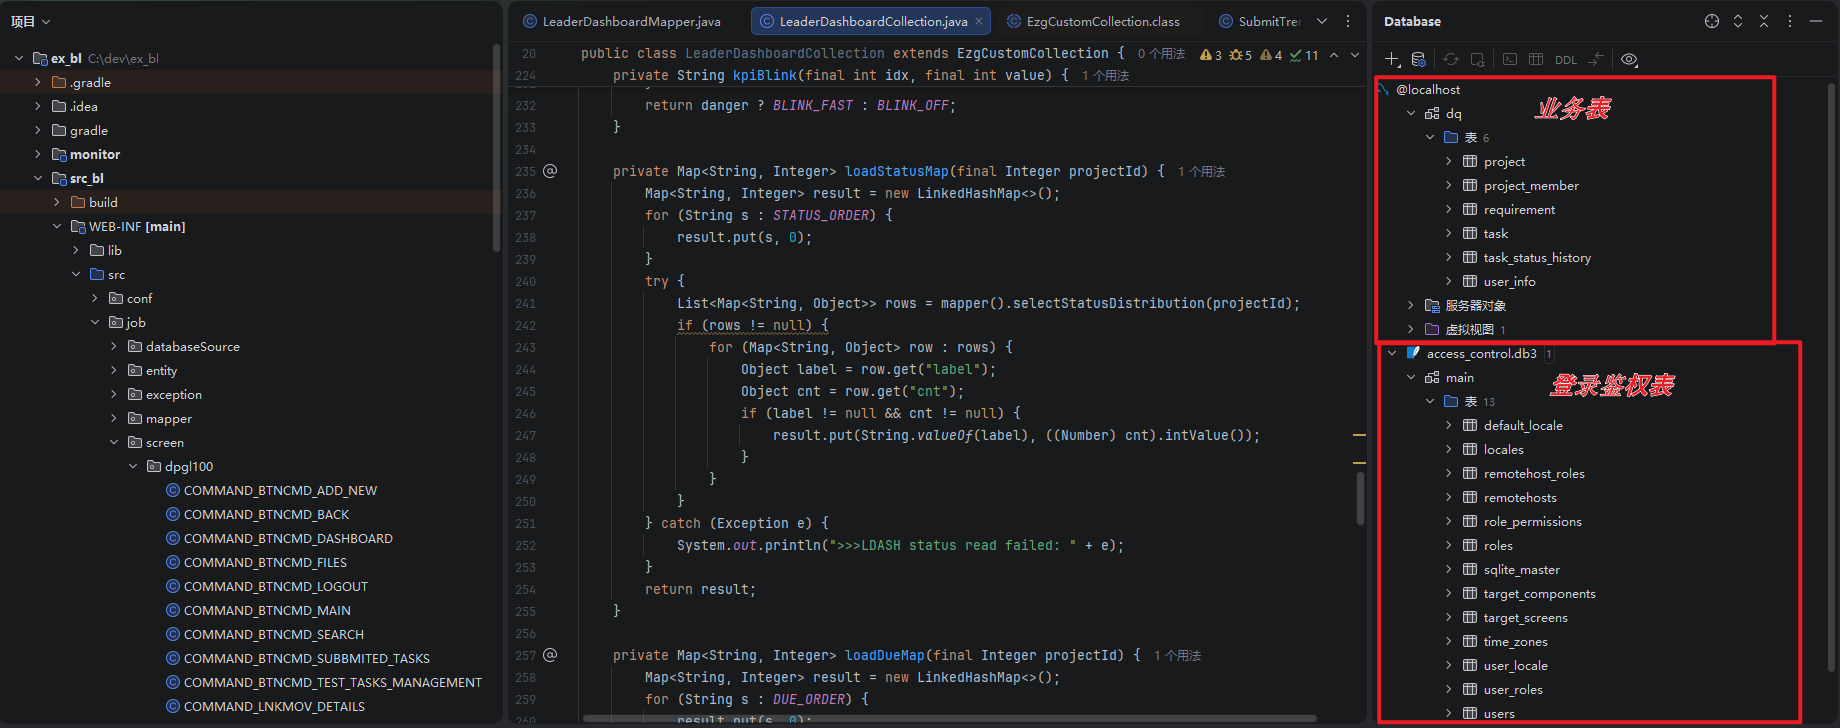 项目
ex_bl C:\dev\ex_bl
.gradle
.idea
gradle
monitor
src_bl
build
WEB-INF [main]
lib
src
conf
job
databaseSource
entity
exception
mapper
screen
dpgl100
COMMAND_BTNCMD_ADD_NEW
COMMAND_BTNCMD_BACK
COMMAND_BTNCMD_DASHBOARD
COMMAND_BTNCMD_FILES
COMMAND_BTNCMD_LOGOUT
COMMAND_BTNCMD_MAIN
COMMAND_BTNCMD_SEARCH
COMMAND_BTNCMD_SUBBMITED_TASKS
COMMAND_BTNCMD_TEST_TASKS_MANAGEMENT
COMMAND_LNKMOV_DETAILS
LeaderDashboardMapper.java LeaderDashboardCollection.java EzgCustomCollection.class SubmitTre
20 public class LeaderDashboardCollection extends EzgCustomCollection { 0 个用法 3 5 4 11
224 private String kpiBlink(final int idx, final int value) { 1 个用法
232 return danger ? BLINK_FAST : BLINK_OFF;
233 }
234
235 @ private Map<String, Integer> loadStatusMap(final Integer projectId) { 1 个用法
236 Map<String, Integer> result = new LinkedHashMap<>();
237 for (String s : STATUS_ORDER) {
238 result.put(s, 0);
239 }
240 try {
241 List<Map<String, Object>> rows = mapper().selectStatusDistribution(projectId);
242 if (rows != null) {
243 for (Map<String, Object> row : rows) {
244 Object label = row.get("label");
245 Object cnt = row.get("cnt");
246 if (label != null && cnt != null) {
247 result.put(String.valueOf(label), ((Number) cnt).intValue());
248 }
249 }
250 }
251 } catch (Exception e) {
252 System.out.println(">>>LDASH status read failed: " + e);
253 }
254 return result;
255 }
256
257 @ private Map<String, Integer> loadDueMap(final Integer projectId) { 1 个用法
258 Map<String, Integer> result = new LinkedHashMap<>();
259 for (String s : DUE_ORDER) {
260 result.put(s, 0);
Database
DDL
@localhost
业务表
dq
表 6
project
project_member
requirement
task
task_status_history
user_info
服务器对象
虚拟视图 1
access_control.db3 1
登录鉴权表
main
表 13
default_locale
locales
remotehost_roles
remotehosts
role_permissions
roles
sqlite_master
target_components
target_screens
time_zones
user_locale
user_roles
users